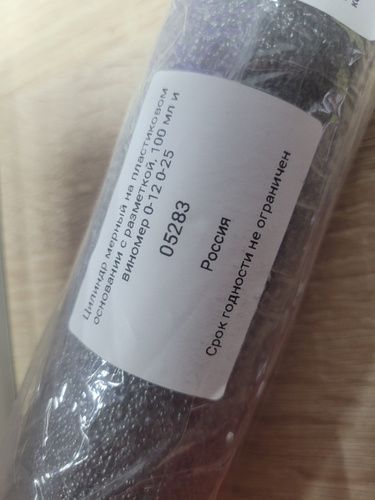 Цилиндр мерный на пластиковом
основании с разметкой, 100 мл и
виномер 0-12 0-25
05283
Россия
Срок годности не ограничен